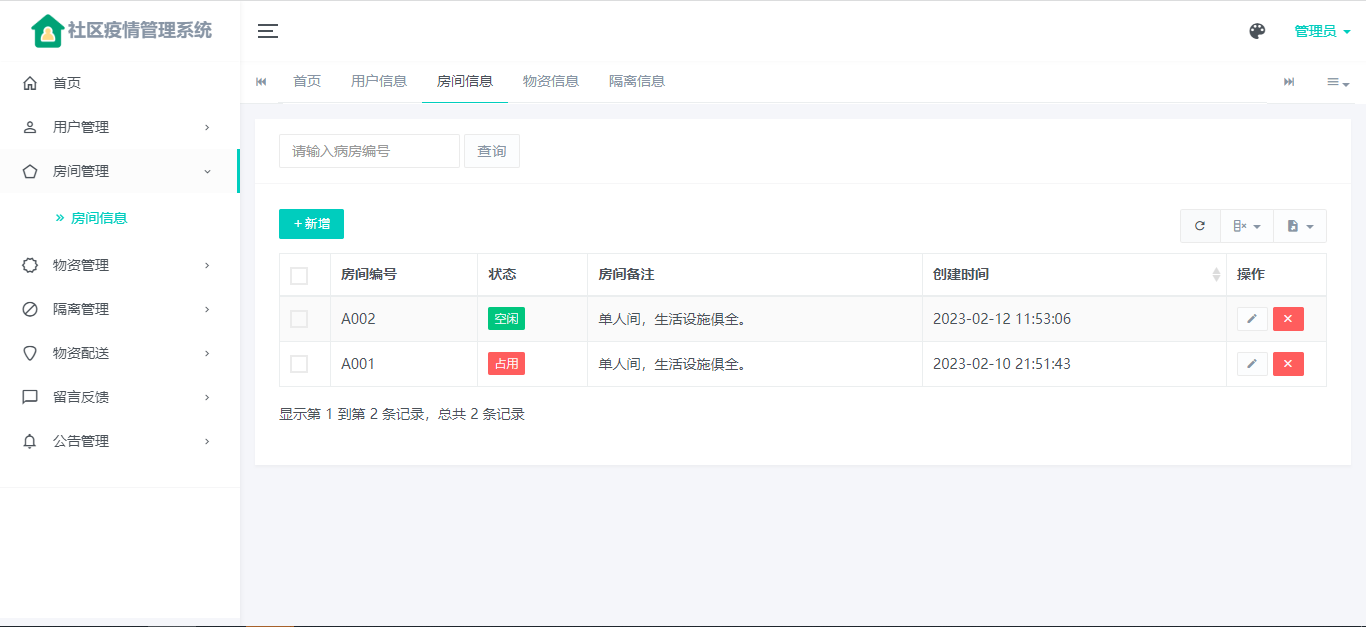 社区疫情管理系统
管理员
首页
用户管理
房间管理
房间信息
物资管理
隔离管理
物资配送
留言反馈
公告管理
首页 用户信息 房间信息 物资信息 隔离信息
请输入病房编号 查询
+ 新增
房间编号 状态 房间备注 创建时间 操作
A002 空闲 单人间，生活设施俱全。 2023-02-12 11:53:06
A001 占用 单人间，生活设施俱全。 2023-02-10 21:51:43
显示第 1 到第 2 条记录，总共 2 条记录